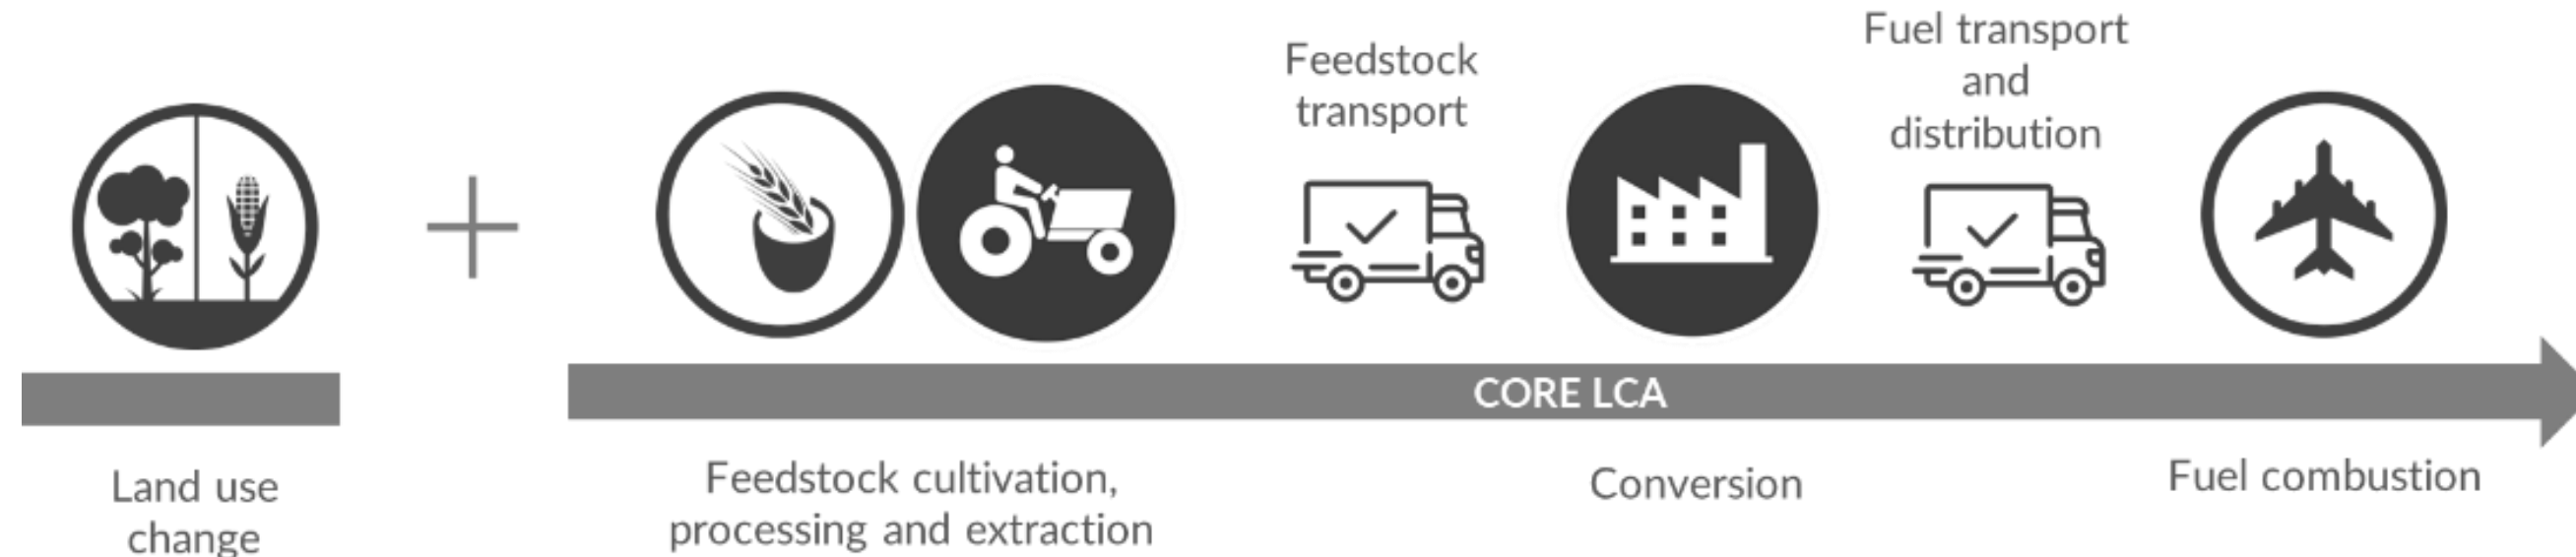 Feedstock
transport
Fuel transport
and
distribution
CORE LCA
Land use
change
Feedstock cultivation,
processing and extraction
Conversion
Fuel combustion